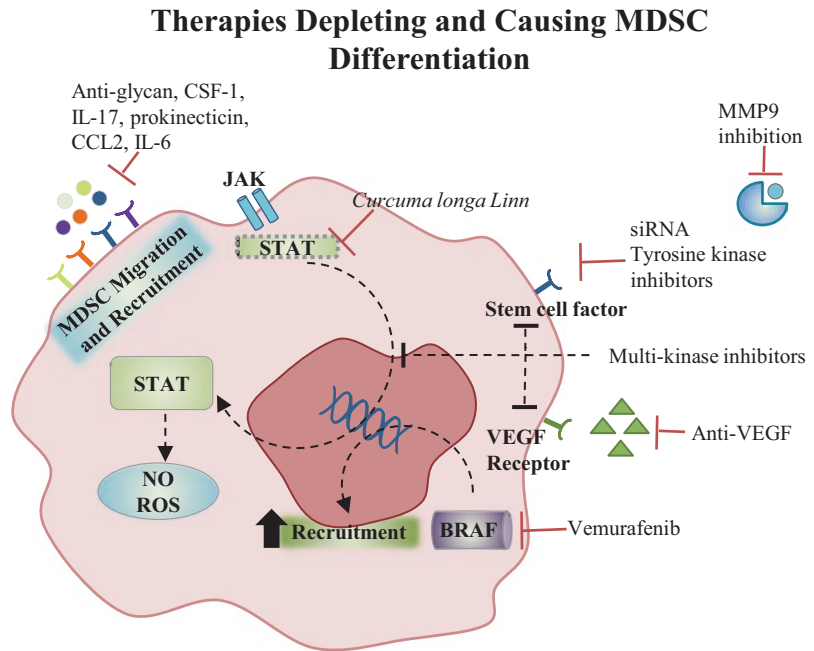 Therapies Depleting and Causing MDSC
Differentiation
Anti-glycan, CSF-1,
IL-17, prokinecticin,
CCL2, IL-6
MMP9
inhibition
JAK
Curcuma longa Linn
STAT
siRNA
Tyrosine kinase
inhibitors
MDSC Migration
and Recruitment
Stem cell factor
Multi-kinase inhibitors
STAT
VEGF
Receptor
Anti-VEGF
NO
ROS
Recruitment
BRAF
Vemurafenib